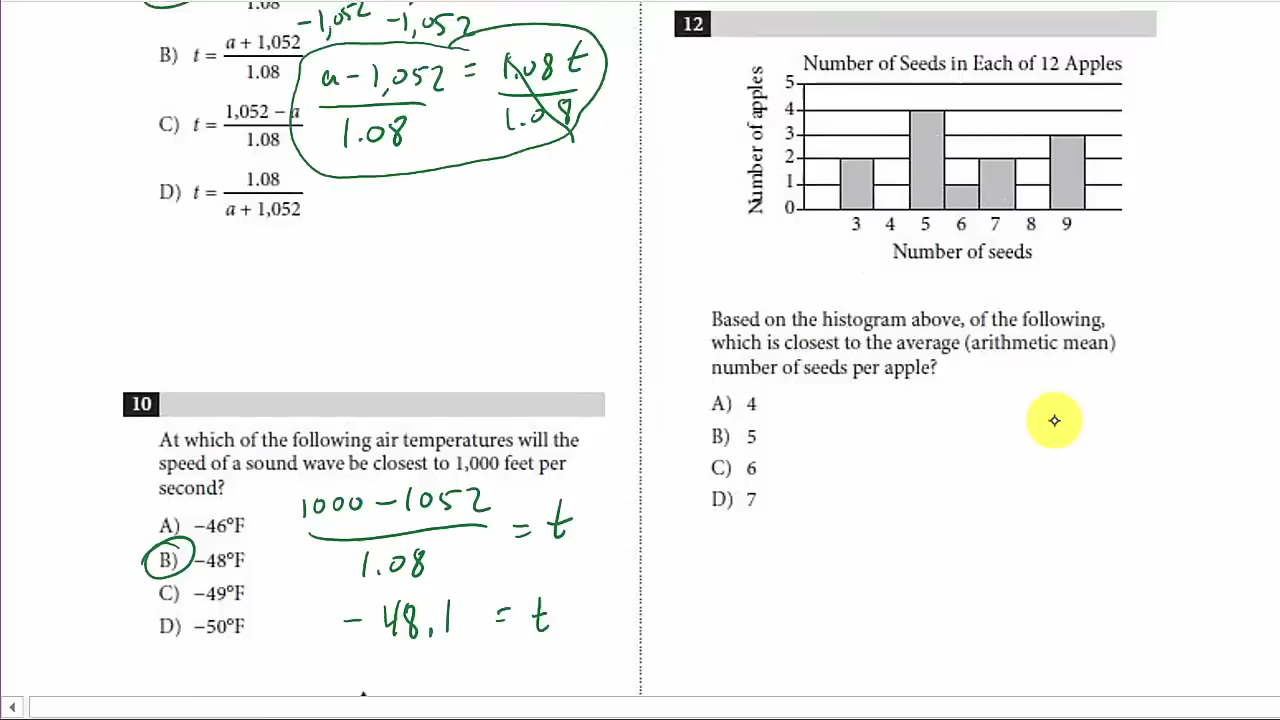 1.08
−1,052 −1,052
B) t = a + 1,052
1.08
a − 1,052 = 1.08 t
1.08 1.08
C) t = 1,052 − a
1.08
D) t = 1.08
a + 1,052
10
At which of the following air temperatures will the
speed of a sound wave be closest to 1,000 feet per
second?
A) −46°F
B) −48°F
C) −49°F
D) −50°F
1000 − 1052 = t
1.08
− 48.1 = t
12
Number of Seeds in Each of 12 Apples
Number of apples
5
4
3
2
1
0
3 4 5 6 7 8 9
Number of seeds
Based on the histogram above, of the following,
which is closest to the average (arithmetic mean)
number of seeds per apple?
A) 4
B) 5
C) 6
D) 7